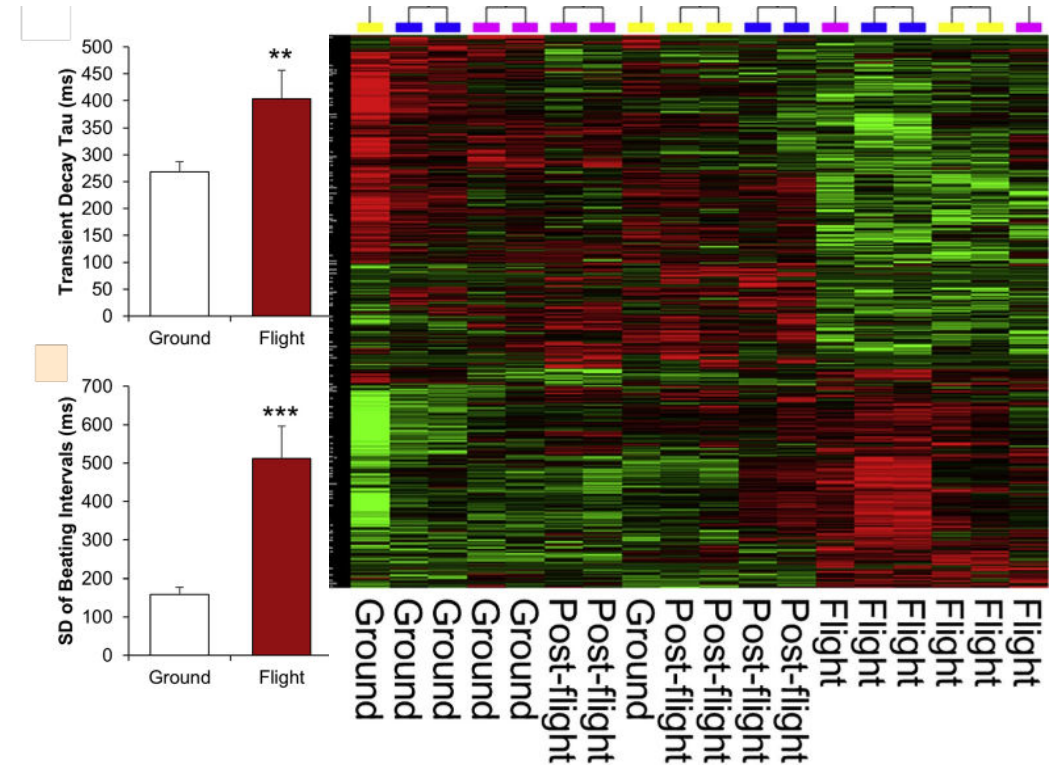 Transient Decay Tau (ms)
500
450
400
350
300
250
200
150
100
50
0
**
Ground
Flight
SD of Beating Intervals (ms)
700
600
500
400
300
200
100
0
***
Ground
Flight
Ground
Ground
Ground
Ground
Ground
Post-flight
Post-flight
Ground
Post-flight
Post-flight
Post-flight
Post-flight
Flight
Flight
Flight
Flight
Flight
Flight